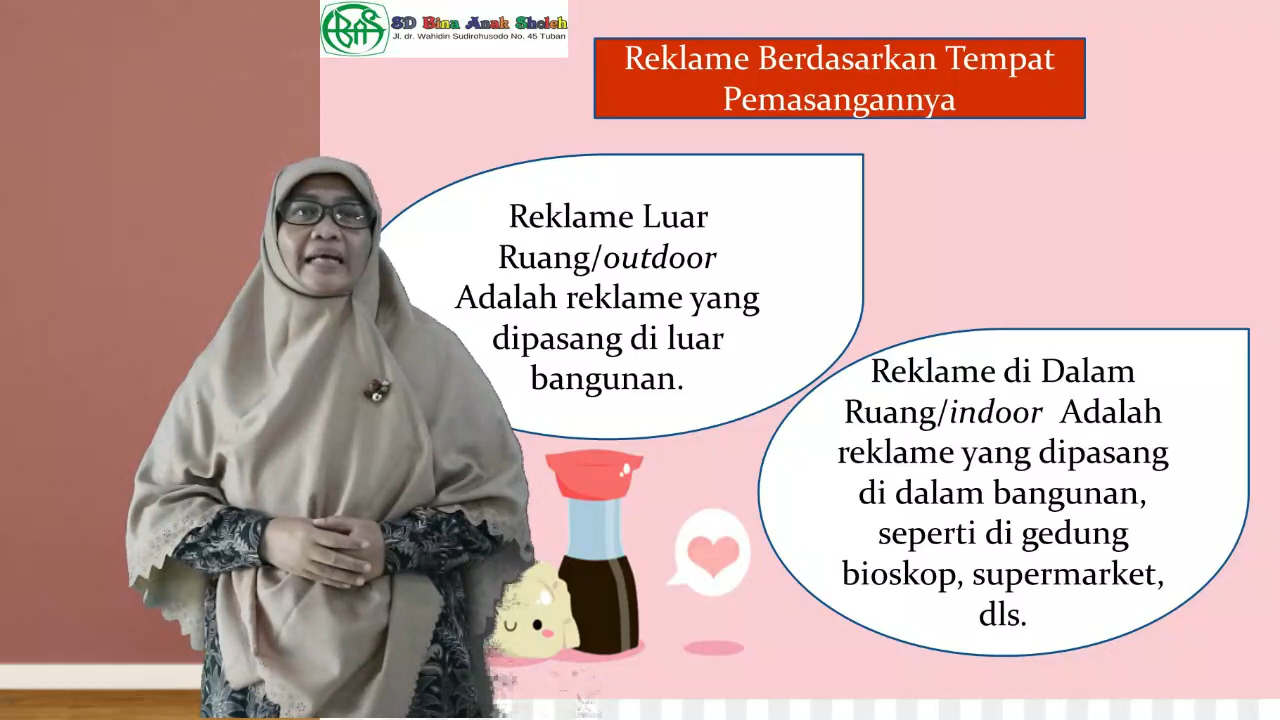 SD Bina Anak Sholeh
Jl. dr. Wahidin Sudirohusodo No. 45 Tuban
Reklame Berdasarkan Tempat
Pemasangannya
Reklame Luar
Ruang/outdoor
Adalah reklame yang
dipasang di luar
bangunan.
Reklame di Dalam
Ruang/indoor Adalah
reklame yang dipasang
di dalam bangunan,
seperti di gedung
bioskop, supermarket,
dls.